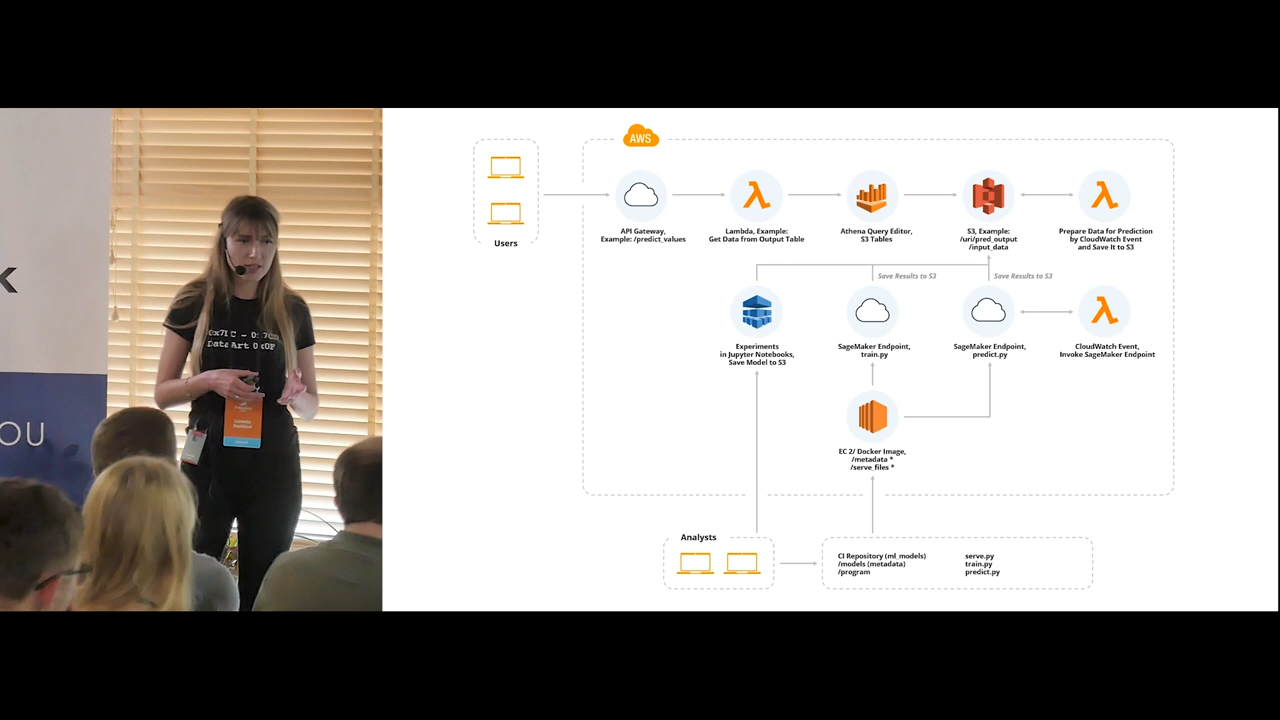 K
OU
0x7
Data Art 0x0F
AWS
Users
API Gateway,
Example: /predict_values
Lambda, Example:
Get Data from Output Table
Athena Query Editor,
S3 Tables
S3, Example:
/uri/pred_output
/input_data
Prepare Data for Prediction
by CloudWatch Event
and Save It to S3
Save Results to S3
Save Results to S3
Experiments
in Jupyter Notebooks,
Save Model to S3
SageMaker Endpoint,
train.py
SageMaker Endpoint,
predict.py
CloudWatch Event,
Invoke SageMaker Endpoint
EC 2/ Docker Image,
/metadata *
/serve_files *
Analysts
CI Repository (ml_models)
/models (metadata)
/program
serve.py
train.py
predict.py